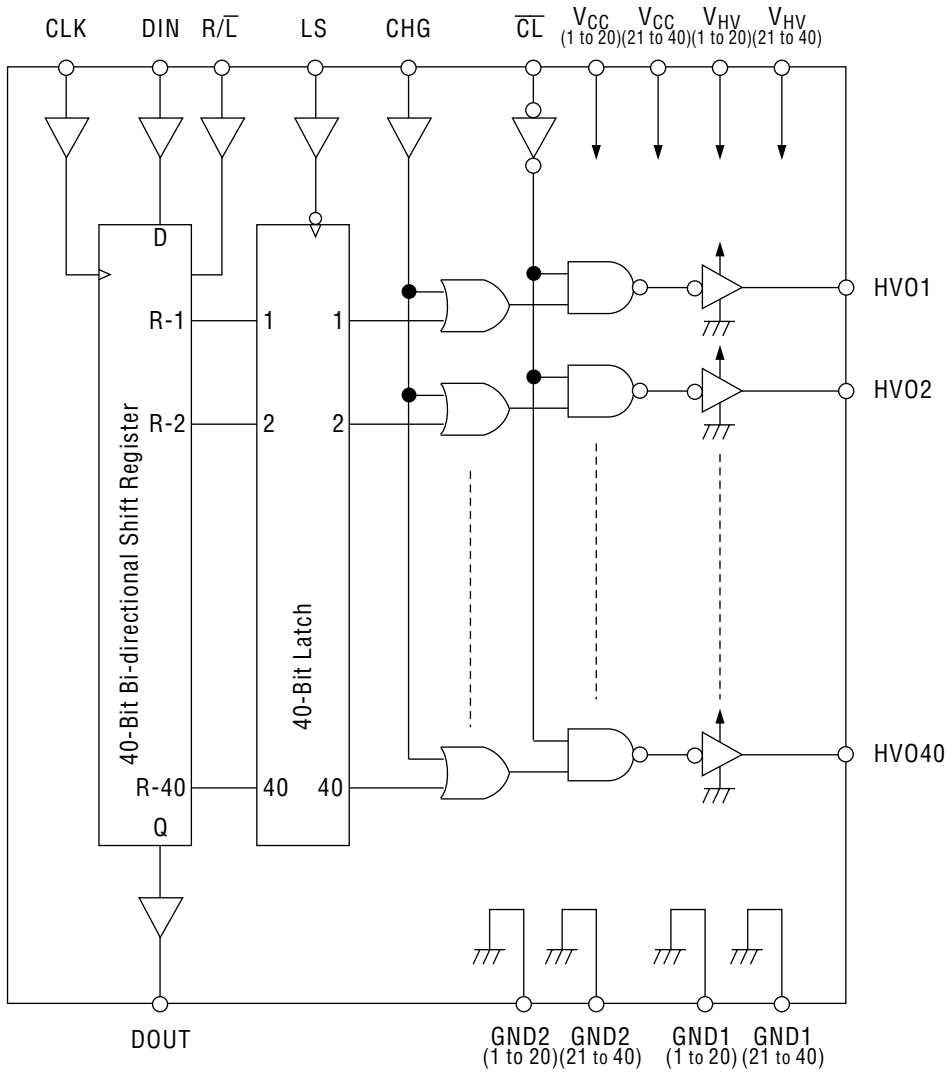 CLK DIN R/L̅ LS CHG C̅L̅ VCC VCC VHV VHV
(1 to 20) (21 to 40) (1 to 20) (21 to 40)
D
HVO1
R-1 1 1
HVO2
R-2 2 2
40-Bit Bi-directional Shift Register
40-Bit Latch
HVO40
R-40 40 40
Q
DOUT GND2 GND2 GND1 GND1
(1 to 20) (21 to 40) (1 to 20) (21 to 40)